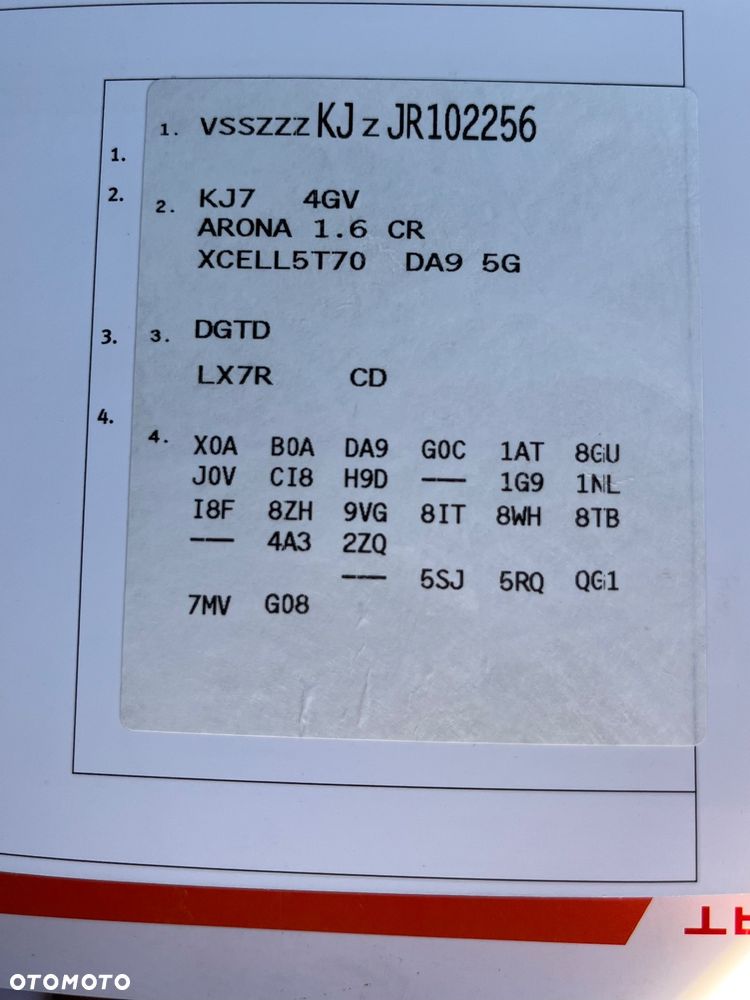 1. 1. VSSZZZKJZJR102256
2. 2. KJ7 4GV
ARONA 1.6 CR
XCELL5T70 DA9 5G
3. 3. DGTD
LX7R CD
4. 4. X0A B0A DA9 G0C 1AT 8GU
J0V CI8 H9D --- 1G9 1NL
I8F 8ZH 9VG 8IT 8WH 8TB
--- 4A3 2ZQ
--- 5SJ 5RQ QG1
7MV G08
OTOMOTO